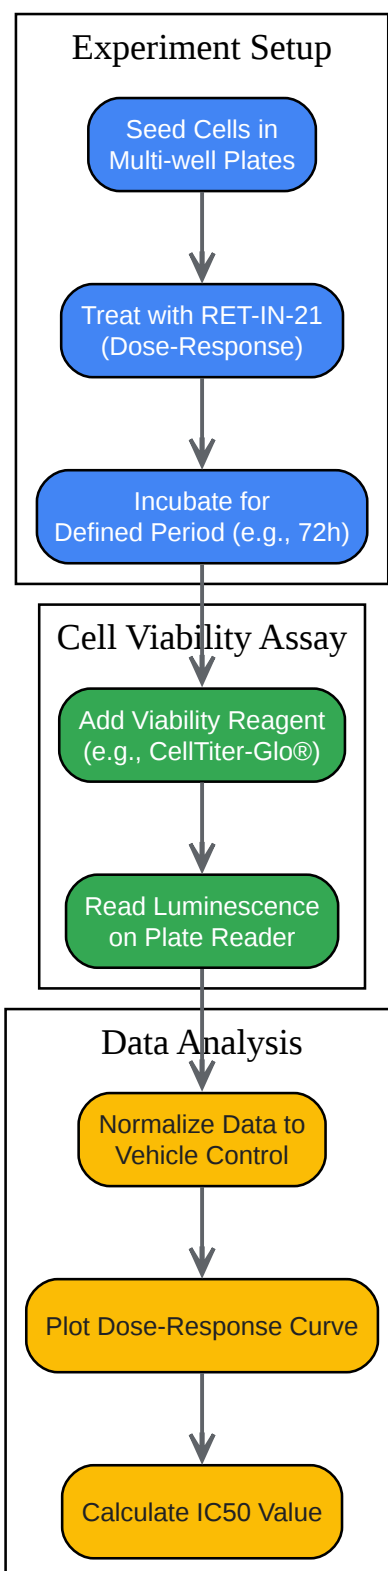 Experiment Setup
Seed Cells in
Multi-well Plates
Treat with RET-IN-21
(Dose-Response)
Incubate for
Defined Period (e.g., 72h)
Cell Viability Assay
Add Viability Reagent
(e.g., CellTiter-Glo®)
Read Luminescence
on Plate Reader
Data Analysis
Normalize Data to
Vehicle Control
Plot Dose-Response Curve
Calculate IC50 Value